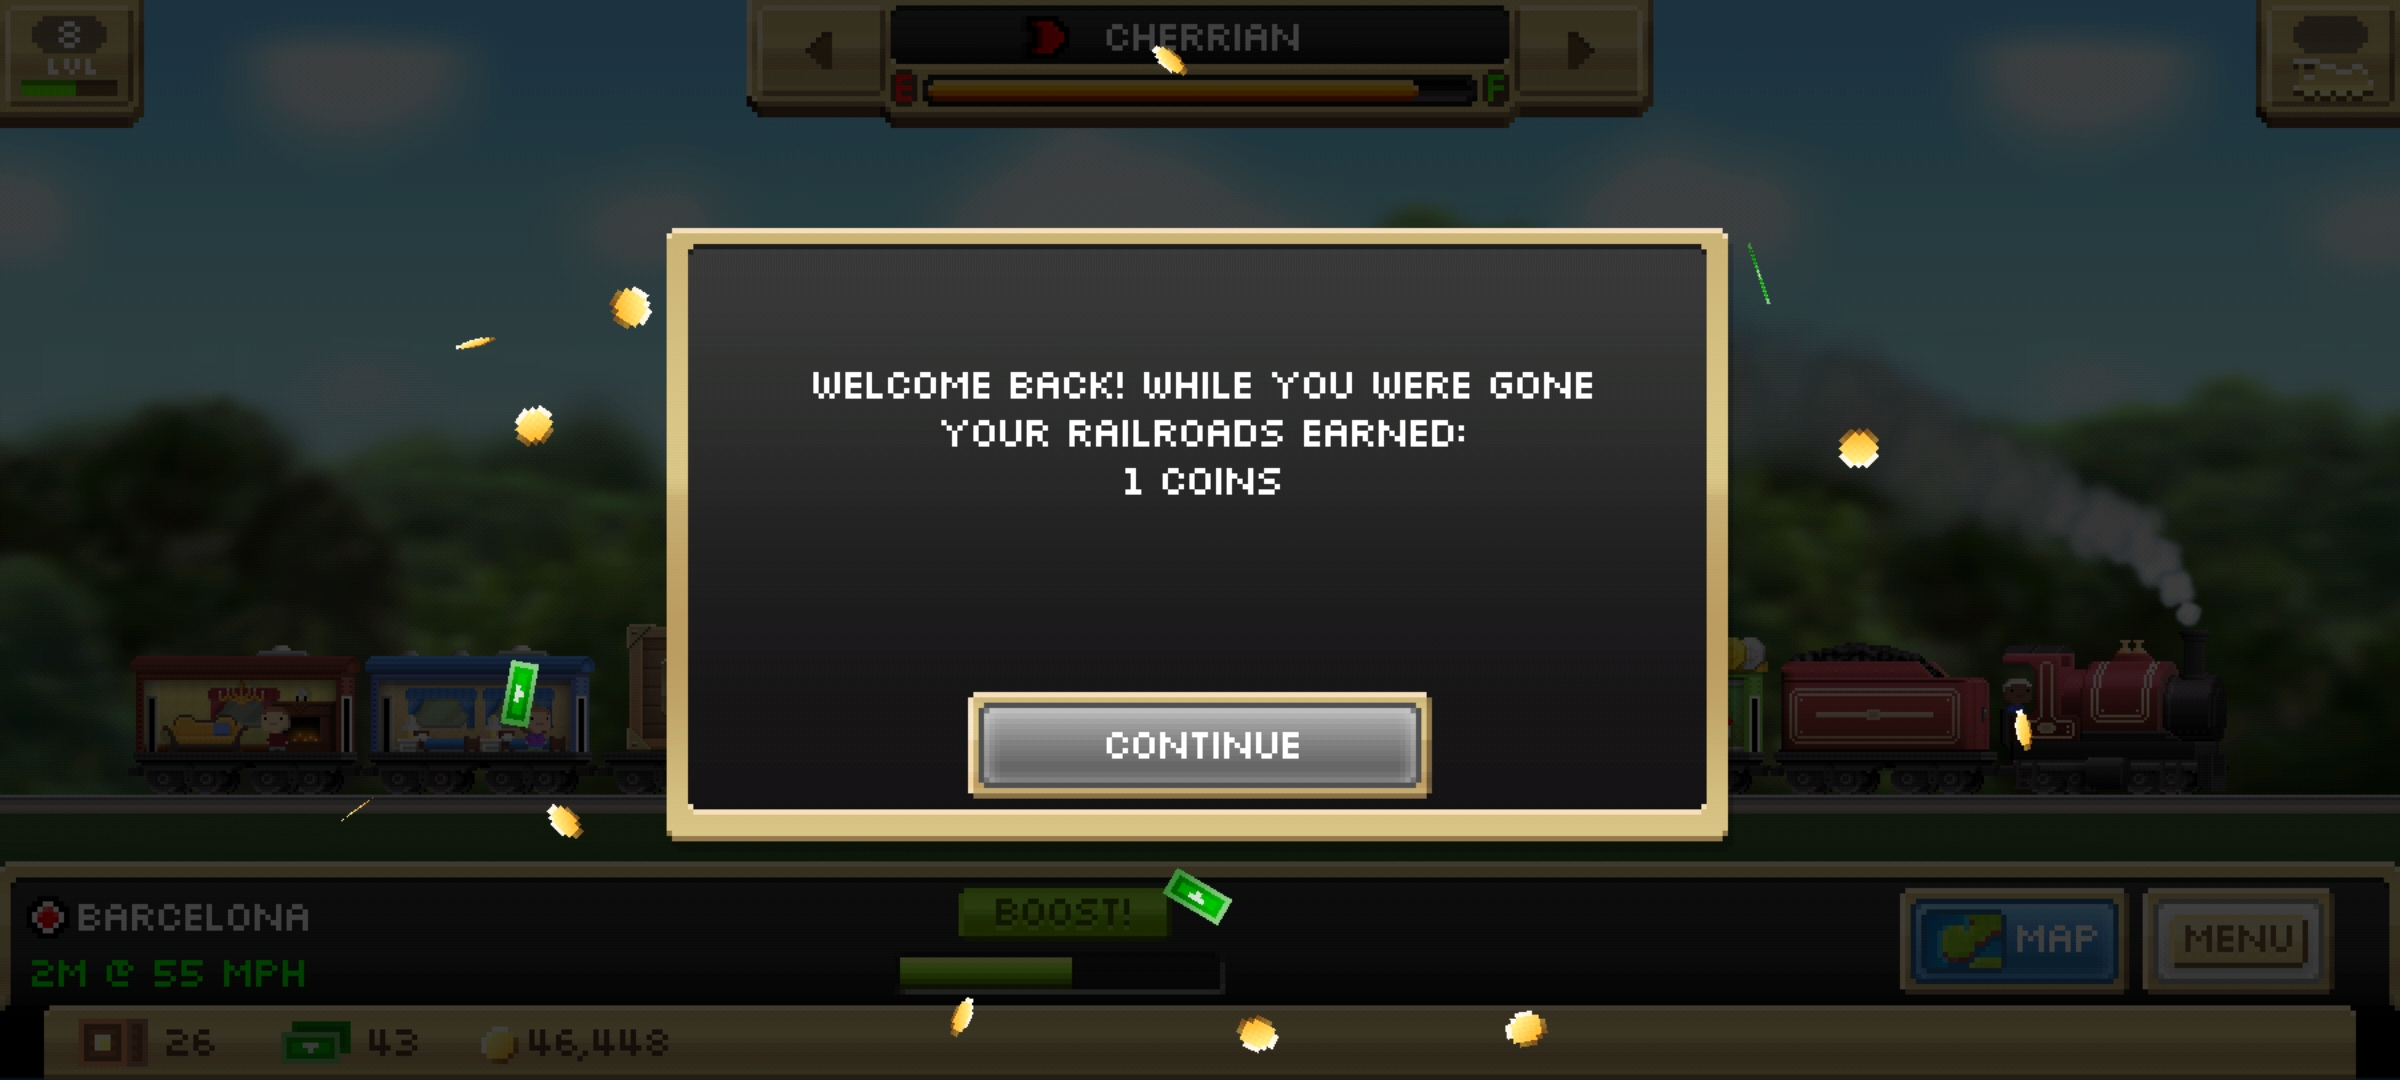 8
LVL
CHERRIAN
E
F
WELCOME BACK! WHILE YOU WERE GONE
YOUR RAILROADS EARNED:
1 COINS
CONTINUE
BARCELONA
2M @ 55 MPH
BOOST!
MAP
MENU
26
43
46,448